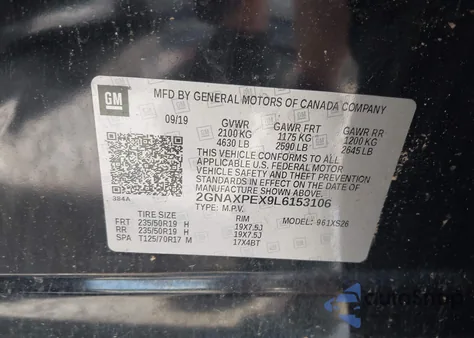 GM
MFD BY GENERAL MOTORS OF CANADA COMPANY
09/19 GVWR GAWR FRT GAWR RR
2100 KG 1175 KG 1200 KG
4630 LB 2590 LB 2645 LB
THIS VEHICLE CONFORMS TO ALL
APPLICABLE U.S. FEDERAL MOTOR
VEHICLE SAFETY, BUMPER, AND THEFT
PREVENTION STANDARDS IN EFFECT ON
THE DATE OF MANUFACTURE SHOWN ABOVE.
384A
2GNAXPEX9L6153106
TYPE: M.P.V. MODEL: 961XS26
TIRE SIZE RIM
FRT 235/50R19 H 19X7.5J
RR 235/50R19 H 19X7.5J
SPA T125/70R17 M 17X4BT
AutoShop